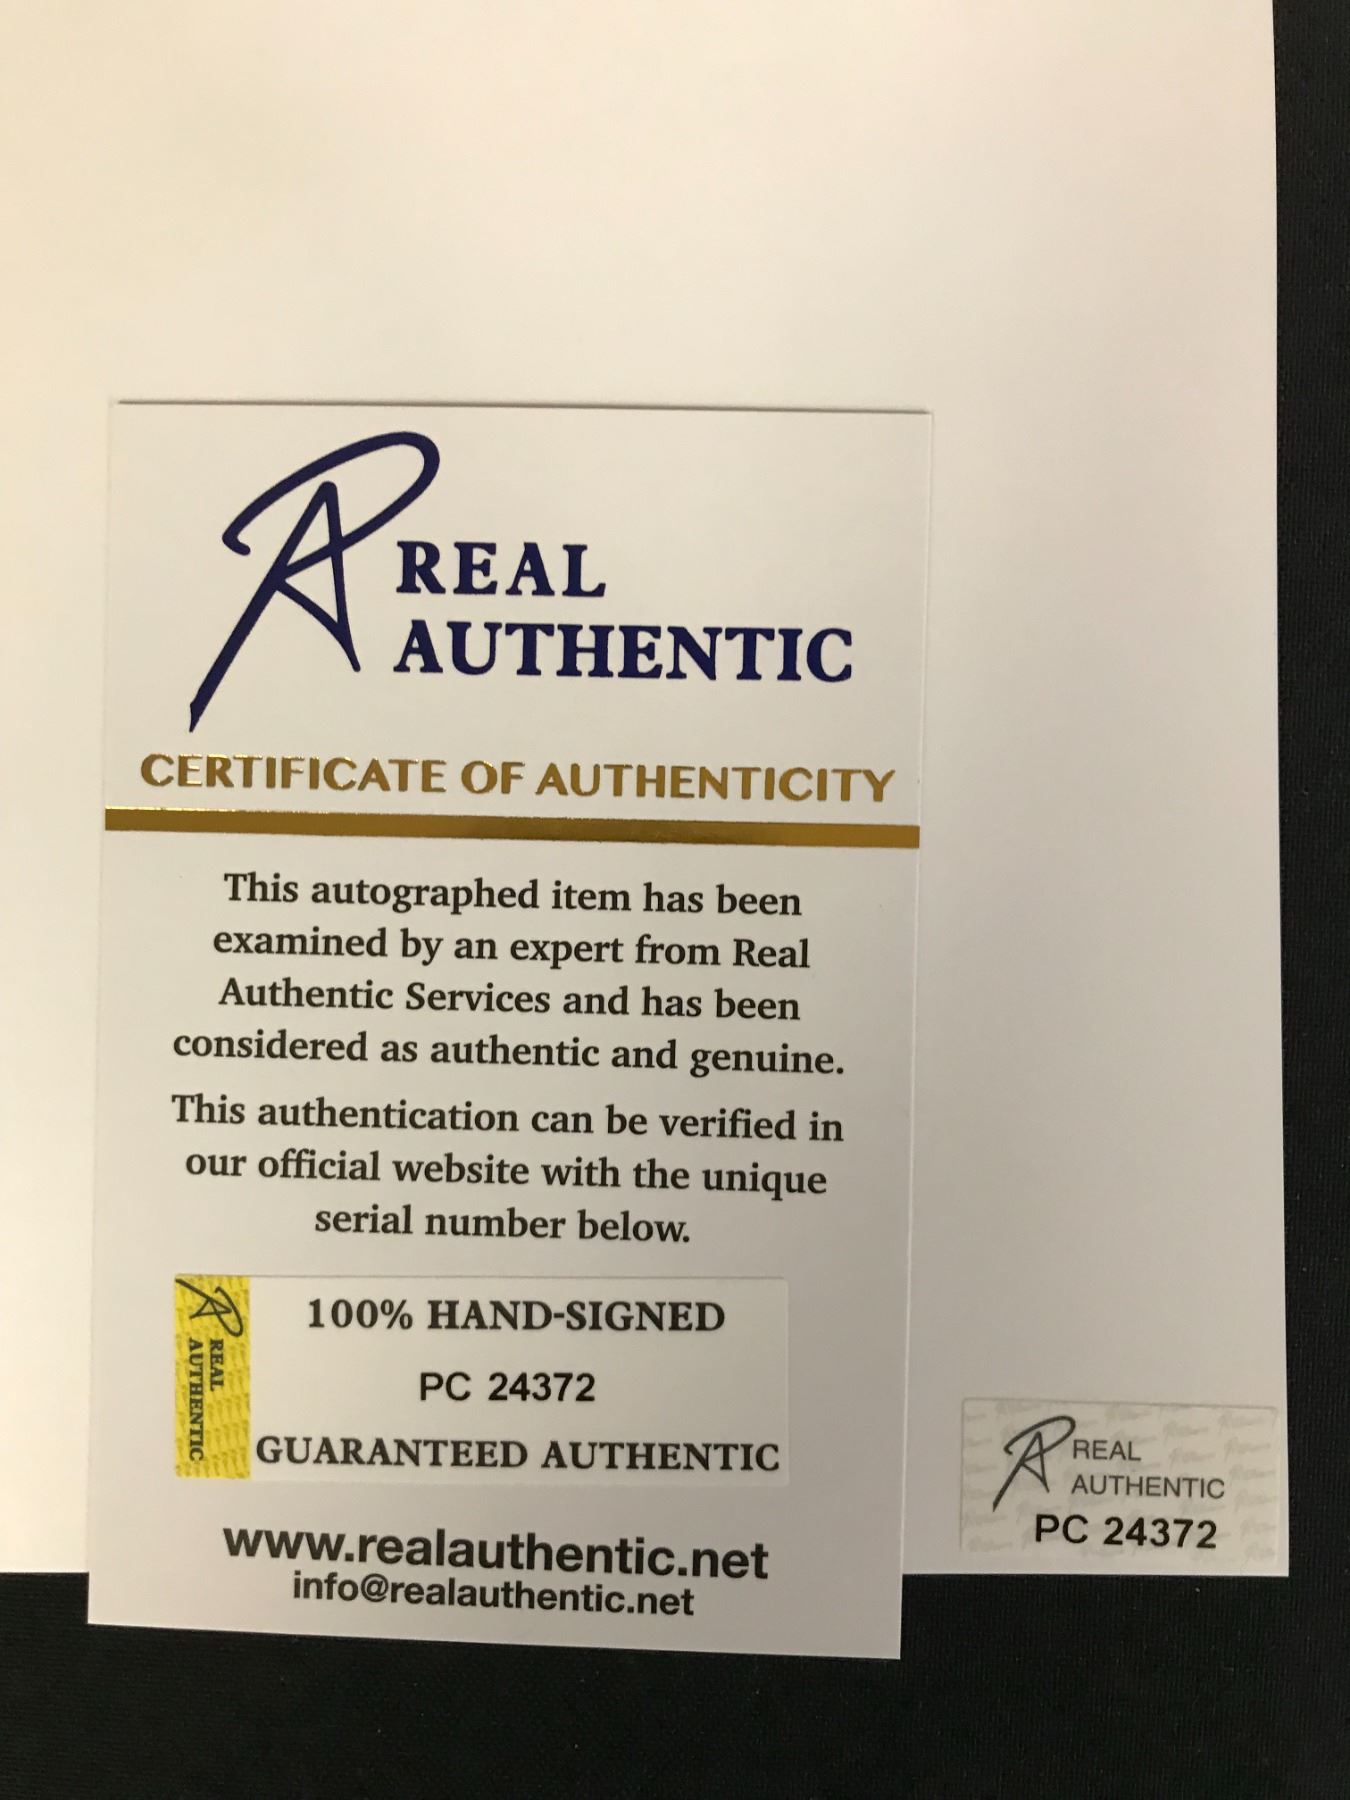 REAL
AUTHENTIC
CERTIFICATE OF AUTHENTICITY
This autographed item has been
examined by an expert from Real
Authentic Services and has been
considered as authentic and genuine.
This authentication can be verified in
our official website with the unique
serial number below.
REAL
AUTHENTIC
100% HAND-SIGNED
PC 24372
GUARANTEED AUTHENTIC
www.realauthentic.net
info@realauthentic.net
REAL
AUTHENTIC
PC 24372